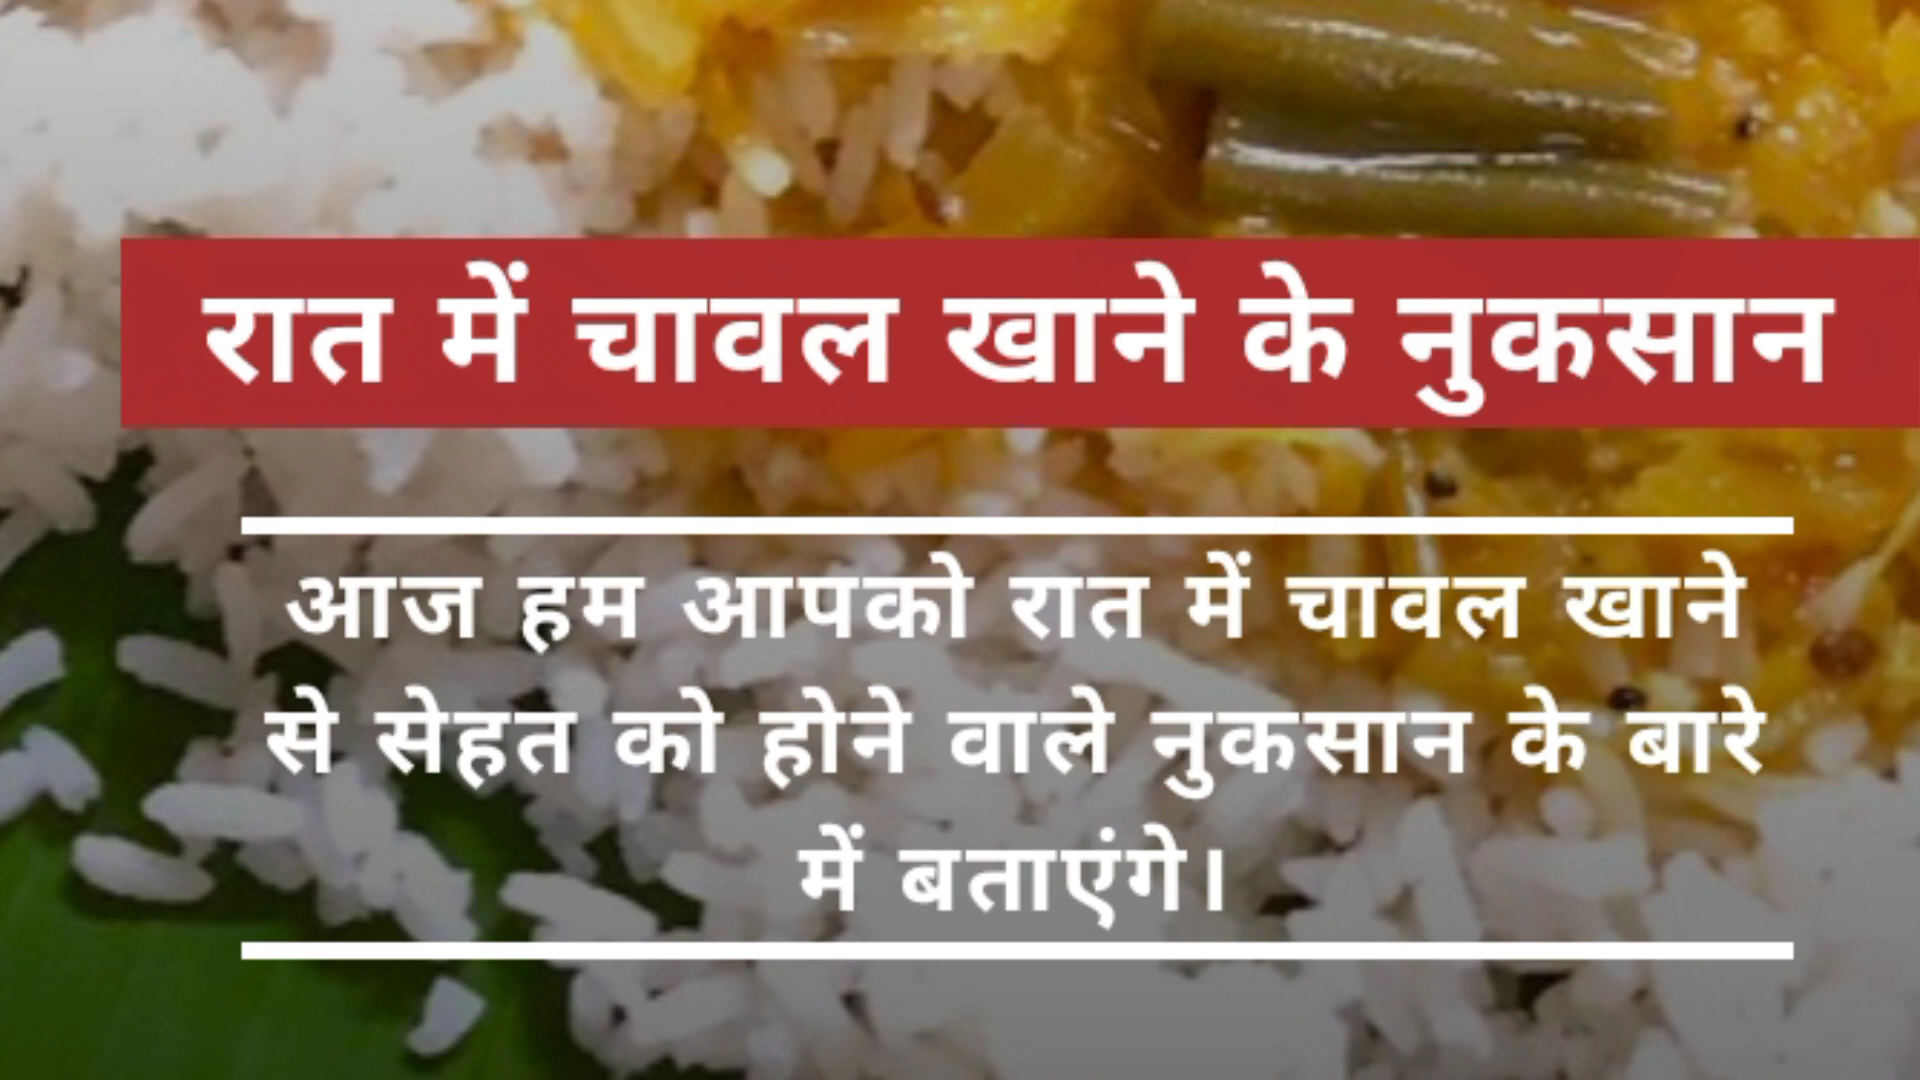 रात में चावल खाने के नुकसान
आज हम आपको रात में चावल खाने
से सेहत को होने वाले नुकसान के बारे
में बताएंगे।